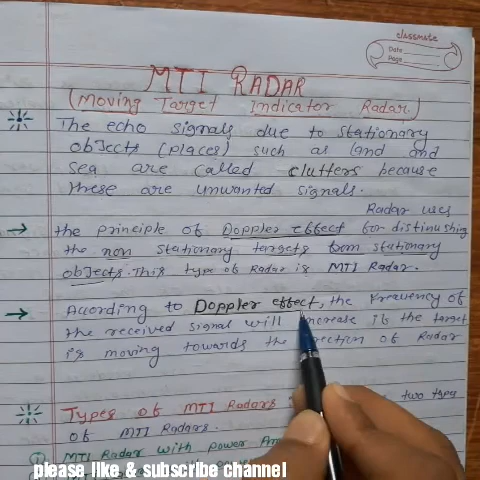 classmate
Date
Page
MTI RADAR
(Moving Target Indicator Radar)
The echo signals due to stationary
objects (places) such as land and
sea are called clutters because
these are unwanted signals.
Radar uses
the principle of Doppler effect for distinushing
the non stationary targets from stationary
objects. This type of Radar is MTI Radar.
Acording to Doppler effect, the frequency of
the received signal will increase if the target
is moving towards the direction of Radar
Types of MTI Radars two type
of MTI Radars.
① MTI Radar with power Am
please like & subscribe channel